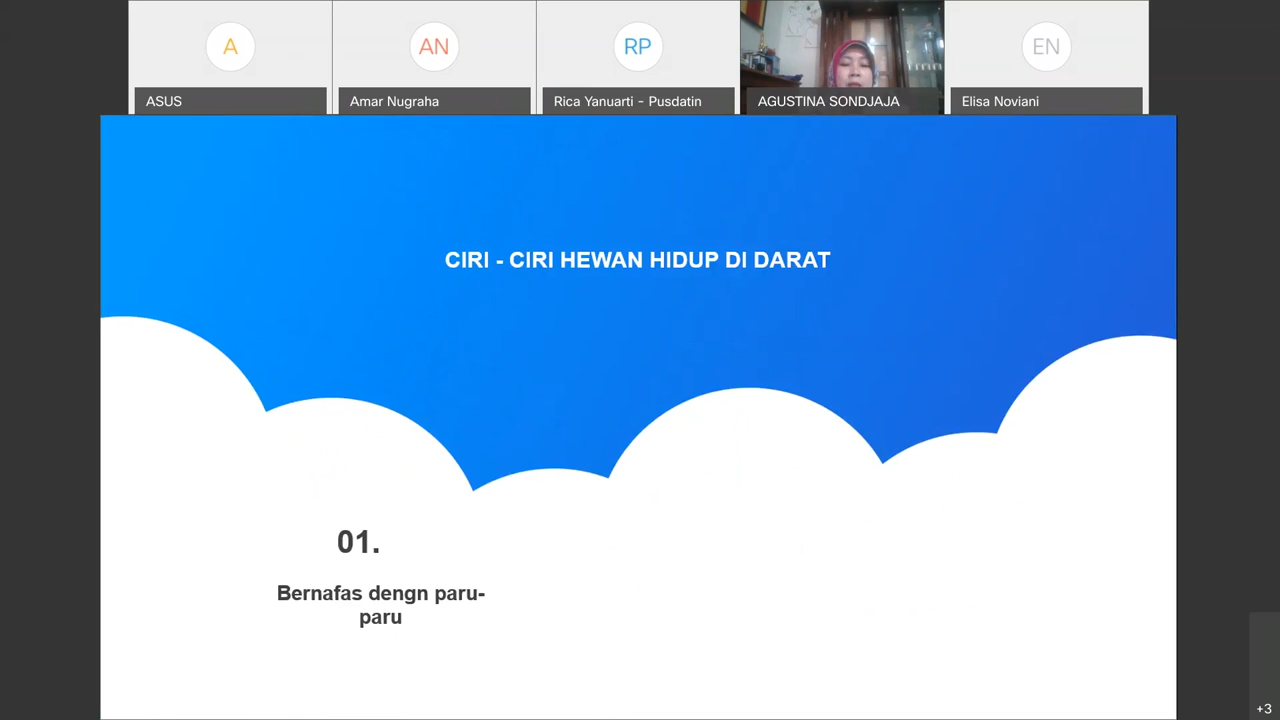 A
AN
RP
EN
ASUS
Amar Nugraha
Rica Yanuarti - Pusdatin
AGUSTINA SONDJAJA
Elisa Noviani
CIRI - CIRI HEWAN HIDUP DI DARAT
01.
Bernafas dengn paru-
paru
+3